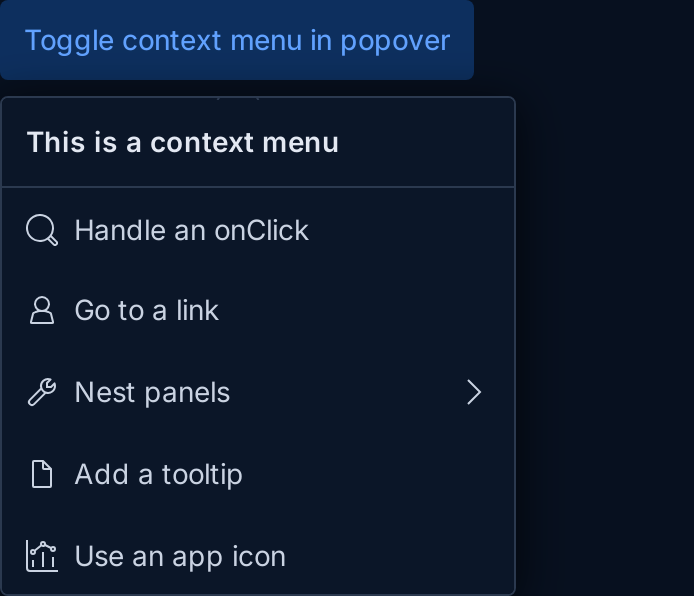 Toggle context menu in popover
This is a context menu
Handle an onClick
Go to a link
Nest panels
Add a tooltip
Use an app icon